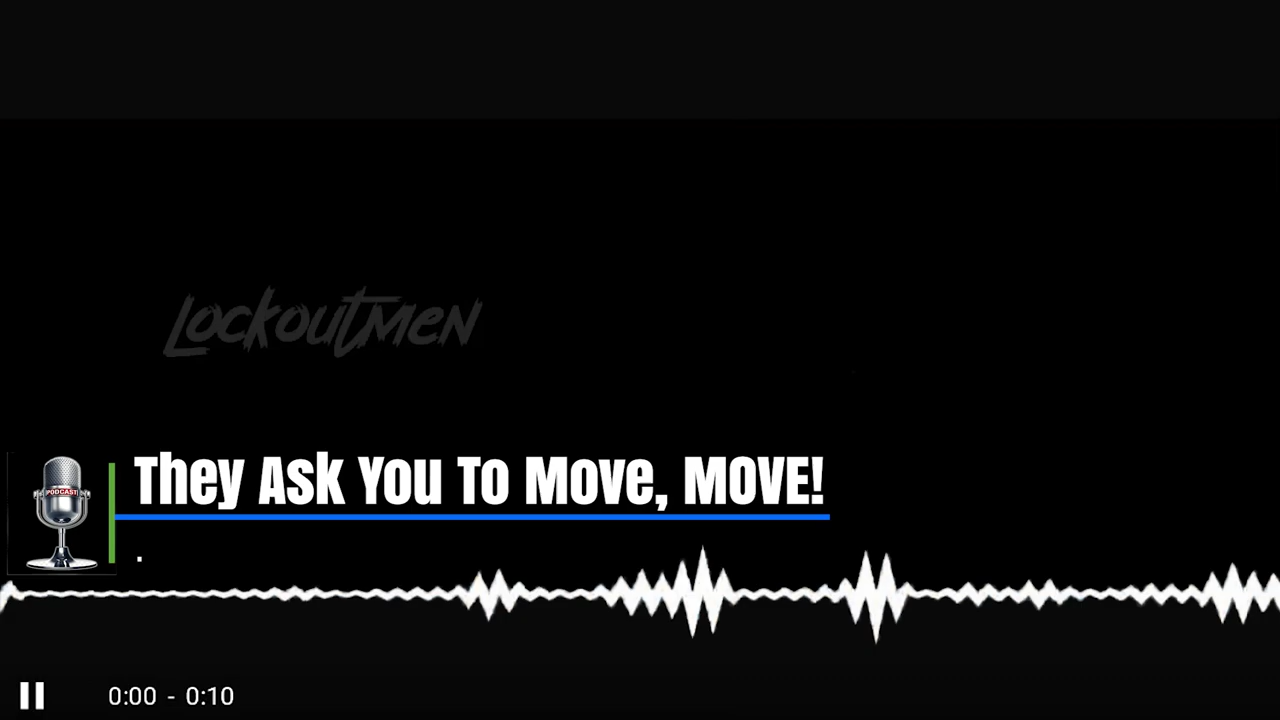 Lockoutmen
They Ask You To Move, MOVE!
PODCAST
.
0:00 - 0:10